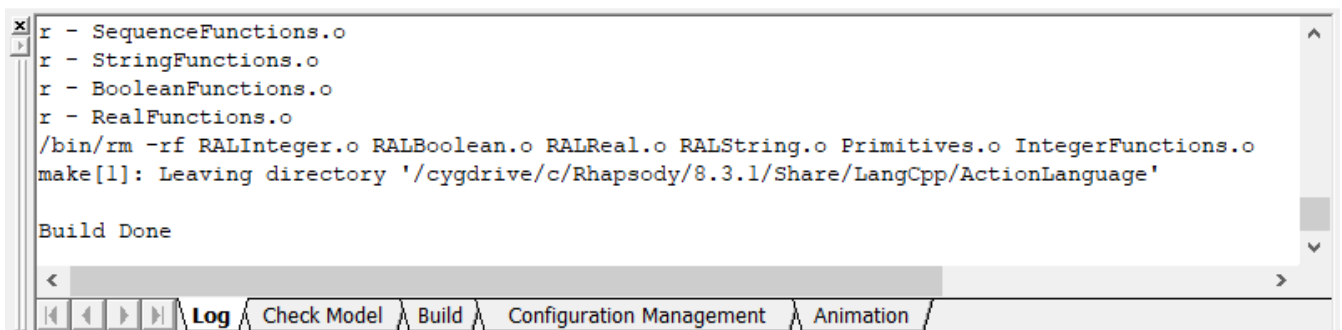 r - SequenceFunctions.o
r - StringFunctions.o
r - BooleanFunctions.o
r - RealFunctions.o
/bin/rm -rf RALInteger.o RALBoolean.o RALReal.o RALString.o Primitives.o IntegerFunctions.o
make[1]: Leaving directory '/cygdrive/c/Rhapsody/8.3.1/Share/LangCpp/ActionLanguage'
Build Done
Log Check Model Build Configuration Management Animation